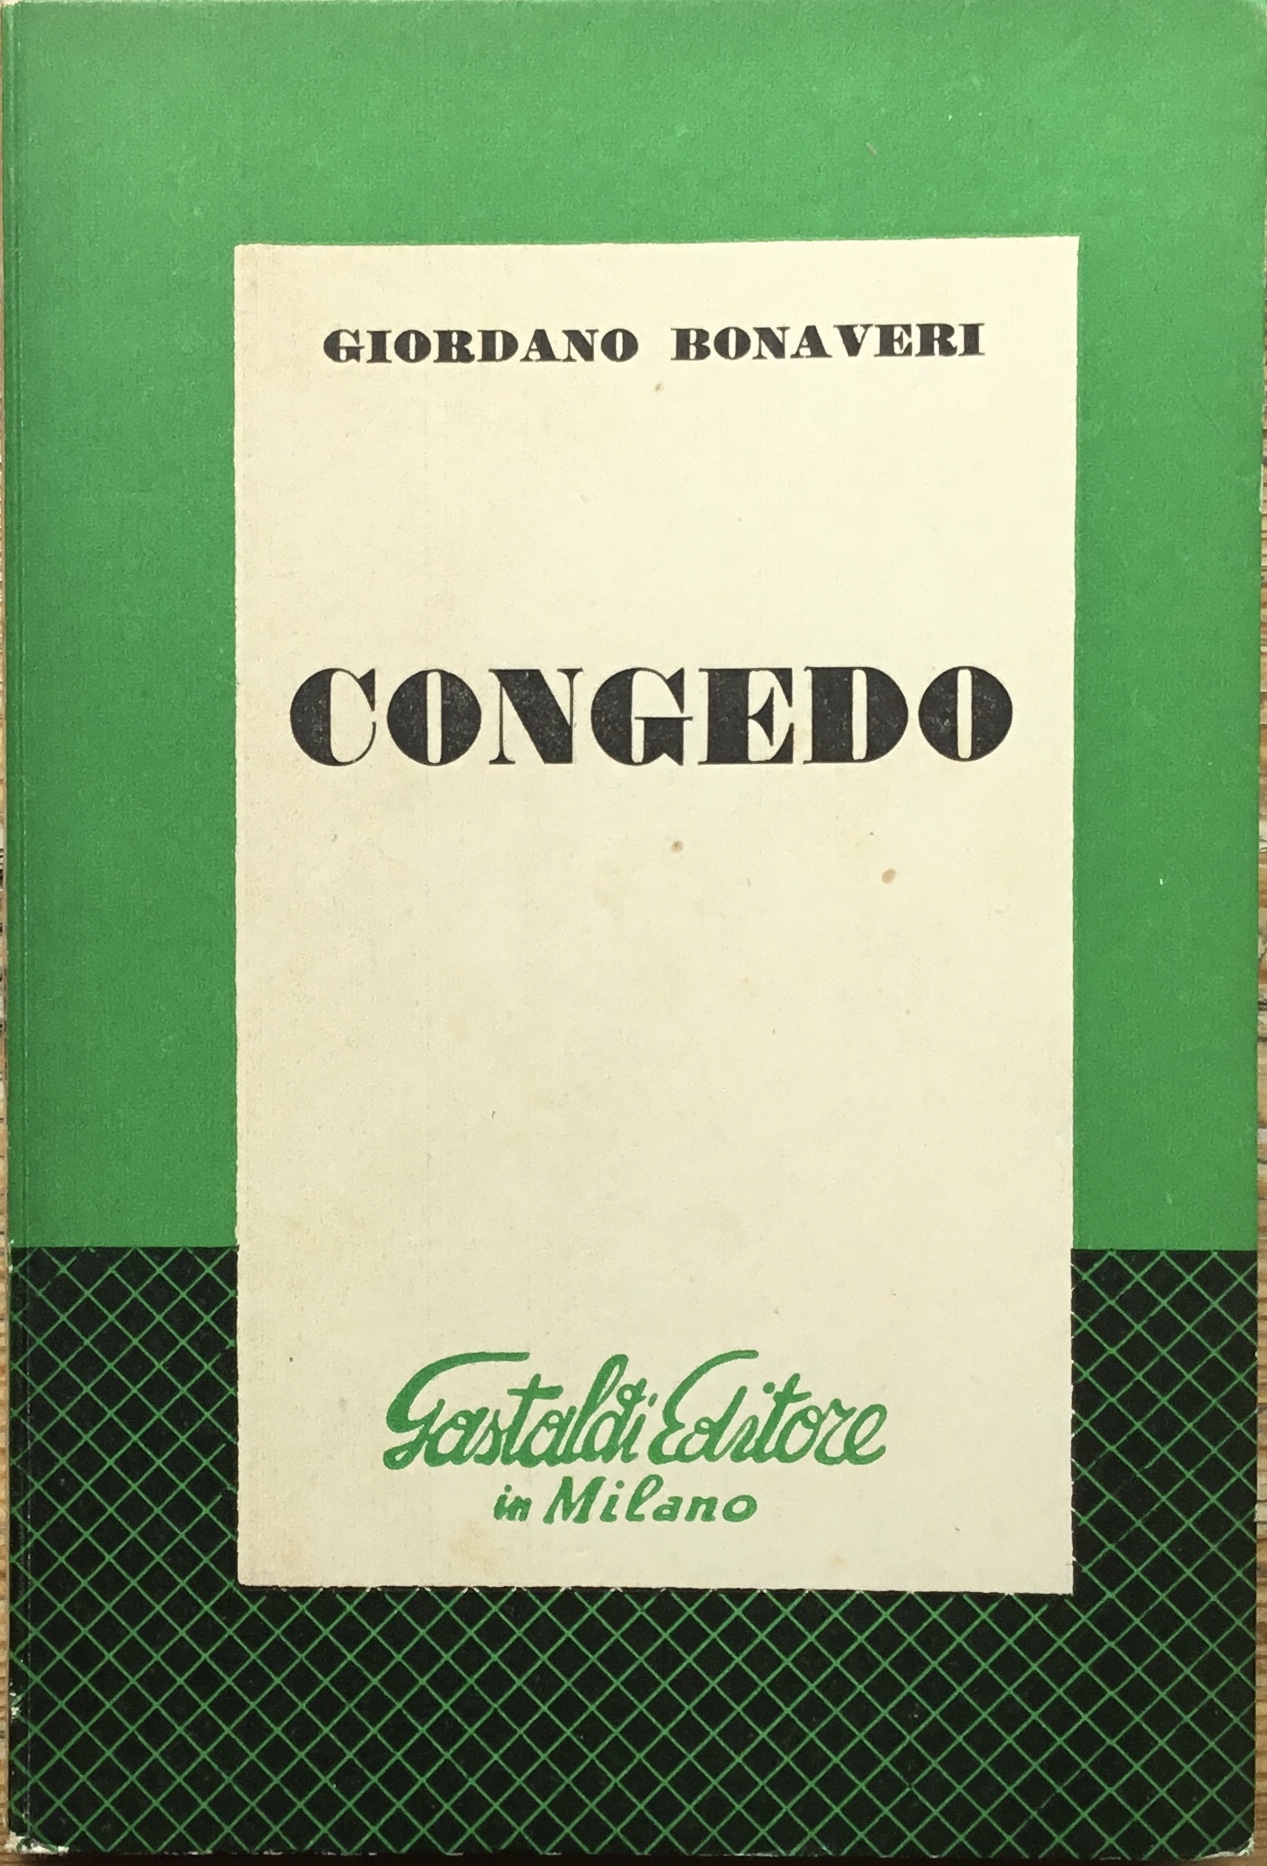 GIORDANO BONAVERI
CONGEDO
Gastaldi Editore
in Milano